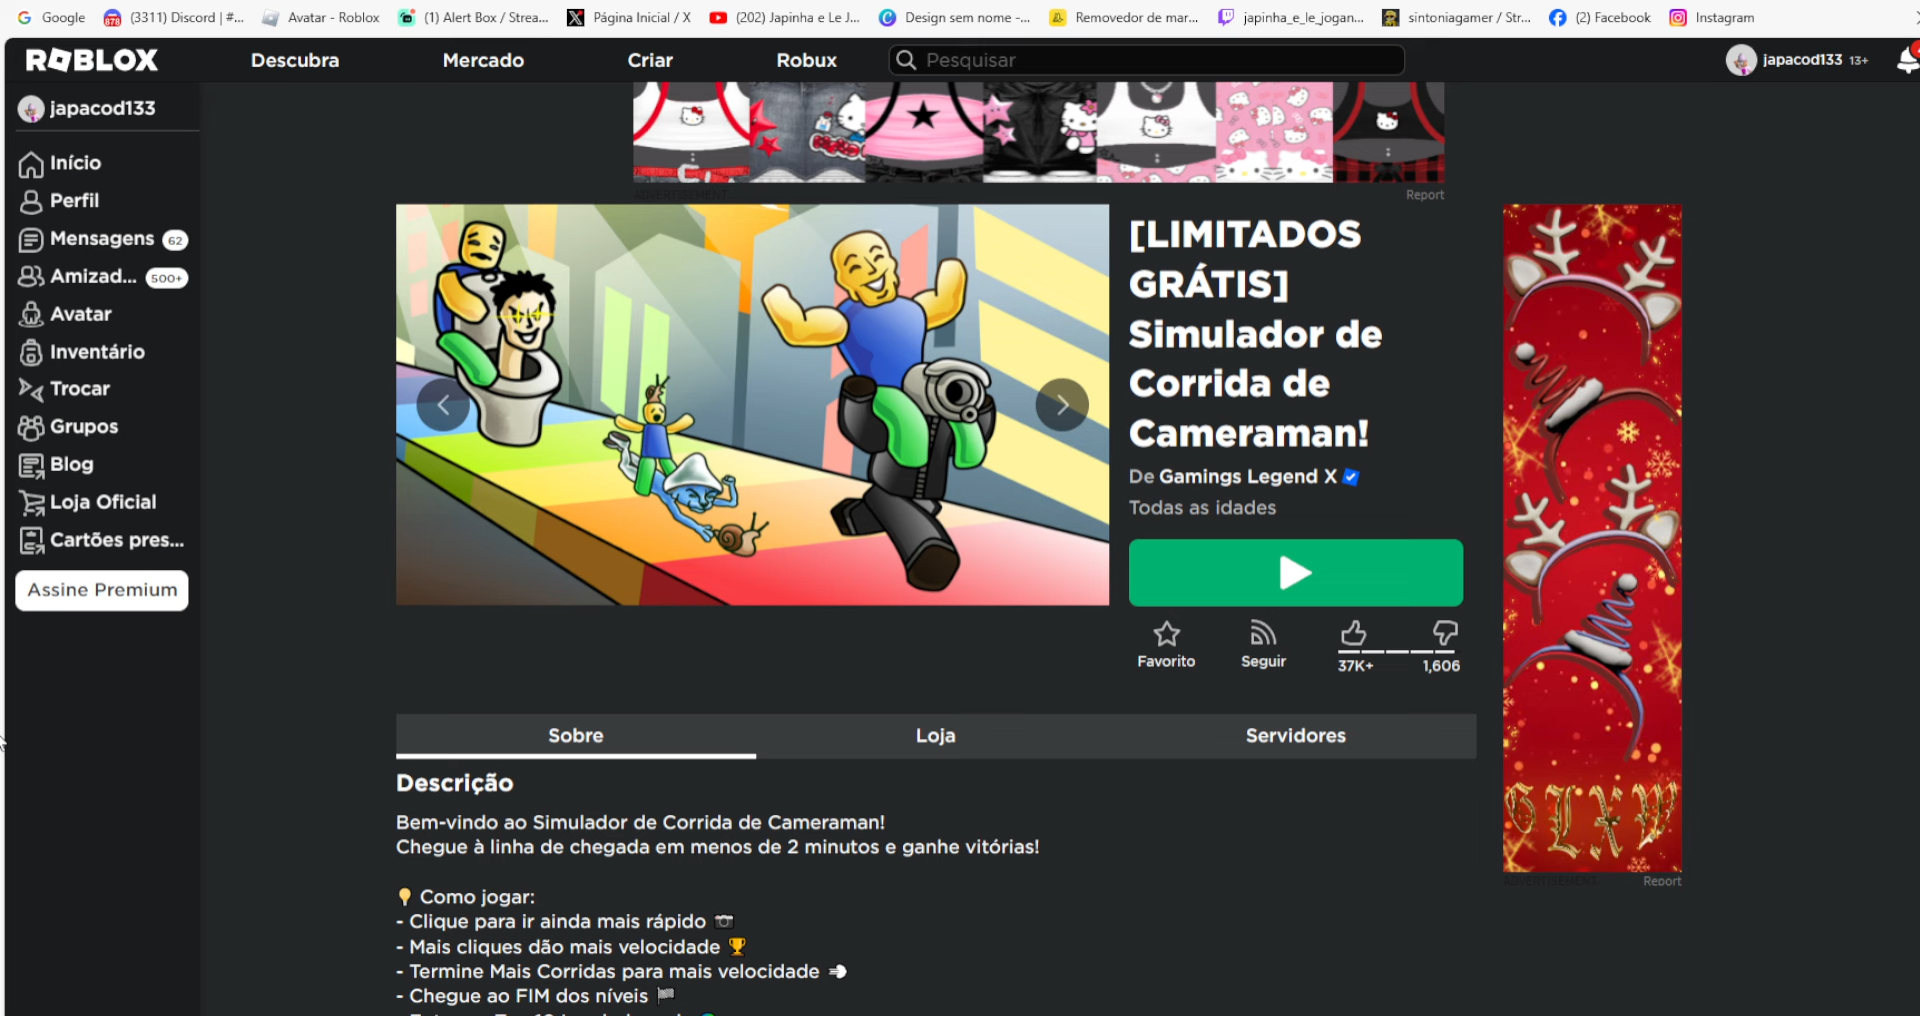 Google
(3311) Discord | #...
Avatar - Roblox
(1) Alert Box / Strea...
Página Inicial / X
(202) Japinha e Le J...
Design sem nome -...
Removedor de mar...
japinha_e_le_jogan...
sintoniagamer / Str...
(2) Facebook
Instagram
ROBLOX
Descubra
Mercado
Criar
Robux
Pesquisar
japacod133 13+
japacod133
Início
Perfil
Mensagens 62
Amizad... 500+
Avatar
Inventário
Trocar
Grupos
Blog
Loja Oficial
Cartões pres...
Assine Premium
ADVERTISEMENT
Report
[LIMITADOS
GRÁTIS]
Simulador de
Corrida de
Cameraman!
De Gamings Legend X
Todas as idades
Favorito
Seguir
37K+
1,606
Sobre
Loja
Servidores
Descrição
Bem-vindo ao Simulador de Corrida de Cameraman!
Chegue à linha de chegada em menos de 2 minutos e ganhe vitórias!
Como jogar:
- Clique para ir ainda mais rápido
- Mais cliques dão mais velocidade
- Termine Mais Corridas para mais velocidade
- Chegue ao FIM dos níveis
ADVERTISEMENT
Report